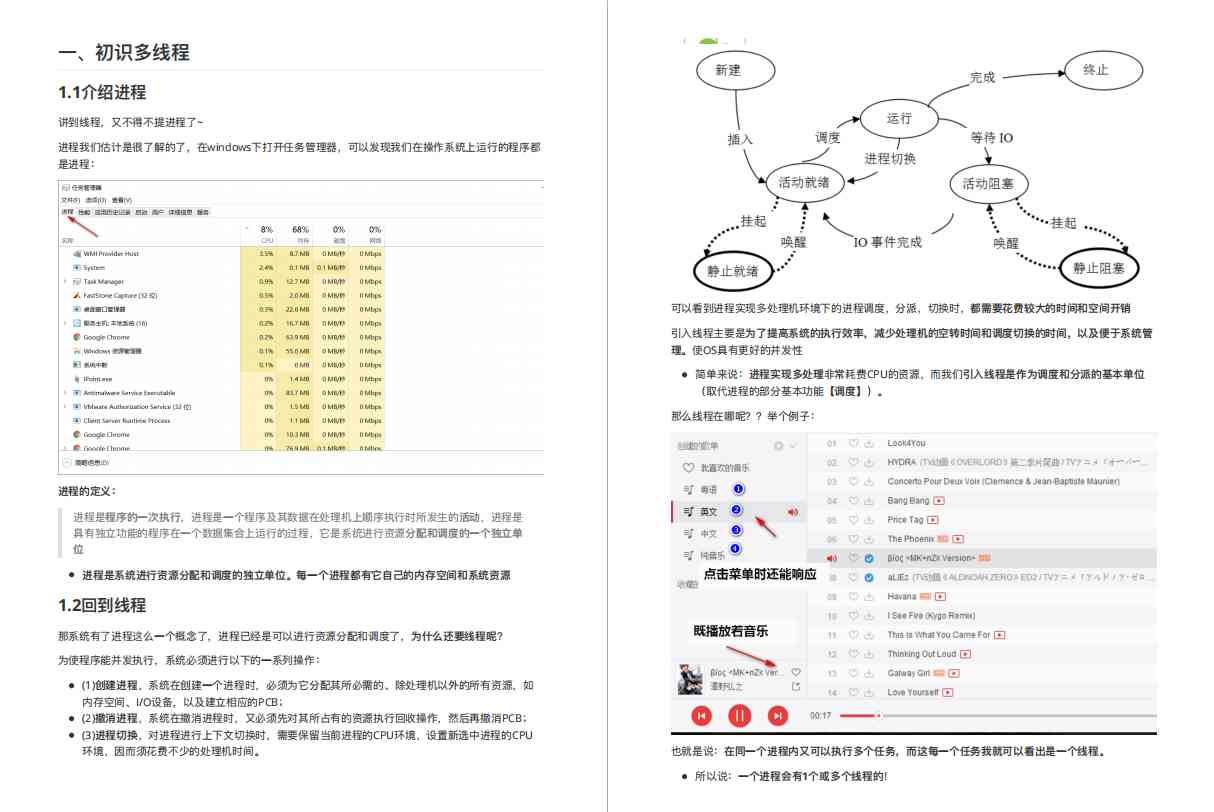 一、初识多线程
1.1介绍进程
讲到线程，又不得不提进程了~
进程我们估计是很了解的了，在windows下打开任务管理器，可以发现我们在操作系统上运行的程序都
是进程：
任务管理器
文件(F) 选项(O) 查看(V)
进程 性能 应用历史记录 启动 用户 详细信息 服务
8% 68% 0% 0%
名称 CPU 内存 磁盘 网络
WMI Provider Host 3.5% 8.7 MB 0 MB/秒 0 Mbps
System 2.4% 0.1 MB 0.1 MB/秒 0 Mbps
Task Manager 0.9% 12.7 MB 0 MB/秒 0 Mbps
FastStone Capture (32 位) 0.5% 2.0 MB 0 MB/秒 0 Mbps
桌面窗口管理器 0.3% 22.6 MB 0 MB/秒 0 Mbps
服务主机: 本地系统 (16) 0.2% 16.7 MB 0 MB/秒 0 Mbps
Google Chrome 0.2% 63.9 MB 0 MB/秒 0 Mbps
Windows 资源管理器 0.1% 55.6 MB 0 MB/秒 0 Mbps
系统中断 0.1% 0 MB 0 MB/秒 0 Mbps
IPoint.exe 0% 1.4 MB 0 MB/秒 0 Mbps
Antimalware Service Executable 0% 83.7 MB 0 MB/秒 0 Mbps
VMware Authorization Service (32 位) 0% 1.5 MB 0 MB/秒 0 Mbps
Client Server Runtime Process 0% 1.1 MB 0 MB/秒 0 Mbps
Google Chrome 0% 10.3 MB 0 MB/秒 0 Mbps
Google Chrome 0% 76.9 MB 0.1 MB/秒 0 Mbps
简略信息(D)
进程的定义：
进程是程序的一次执行，进程是一个程序及其数据在处理机上顺序执行时所发生的活动，进程是
具有独立功能的程序在一个数据集合上运行的过程，它是系统进行资源分配和调度的一个独立单
位
进程是系统进行资源分配和调度的独立单位。每一个进程都有它自己的内存空间和系统资源
1.2回到线程
那系统有了进程这么一个概念了，进程已经是可以进行资源分配和调度了，为什么还要线程呢？
为使程序能并发执行，系统必须进行以下的一系列操作：
(1)创建进程，系统在创建一个进程时，必须为它分配其所必需的、除处理机以外的所有资源，如
内存空间、I/O设备，以及建立相应的PCB；
(2)撤消进程，系统在撤消进程时，又必须先对其所占有的资源执行回收操作，然后再撤消PCB；
(3)进程切换，对进程进行上下文切换时，需要保留当前进程的CPU环境，设置新选中进程的CPU
环境，因而须花费不少的处理机时间。
新建
终止
完成
运行
插入
调度
等待 IO
进程切换
活动就绪
活动阻塞
挂起
唤醒
IO 事件完成
唤醒
挂起
静止就绪
静止阻塞
可以看到进程实现多处理机环境下的进程调度，分派，切换时，都需要花费较大的时间和空间开销
引入线程主要是为了提高系统的执行效率，减少处理机的空转时间和调度切换的时间，以及便于系统管
理。使OS具有更好的并发性
简单来说：进程实现多处理非常耗费CPU的资源，而我们引入线程是作为调度和分派的基本单位
（取代进程的部分基本功能【调度】）。
那么线程在哪呢？？举个例子：
创建的歌单
我喜欢的音乐
粤语 1
英文 2
中文 3
纯音乐 4
点击菜单时还能响应
既播放着音乐
βίος <MK+nZk Ver...
泽野弘之
01 Look4You
02 HYDRA (TV动画《OVERLORD》第二季片尾曲 / TVアニメ「オーバー...
03 Concerto Pour Deux Voix (Clemence & Jean-Baptiste Maunier)
04 Bang Bang
05 Price Tag
06 The Phoenix
βίος <MK+nZk Version>
08 aLIEz (TV动画《ALDNOAH.ZERO》ED2 / TVアニメ「アルドノア・ゼロ...
09 Havana
10 I See Fire (Kygo Remix)
11 This Is What You Came For
12 Thinking Out Loud
13 Galway Girl
14 Love Yourself
00:17
也就是说：在同一个进程内又可以执行多个任务，而这每一个任务我就可以看出是一个线程。
所以说：一个进程会有1个或多个线程的！